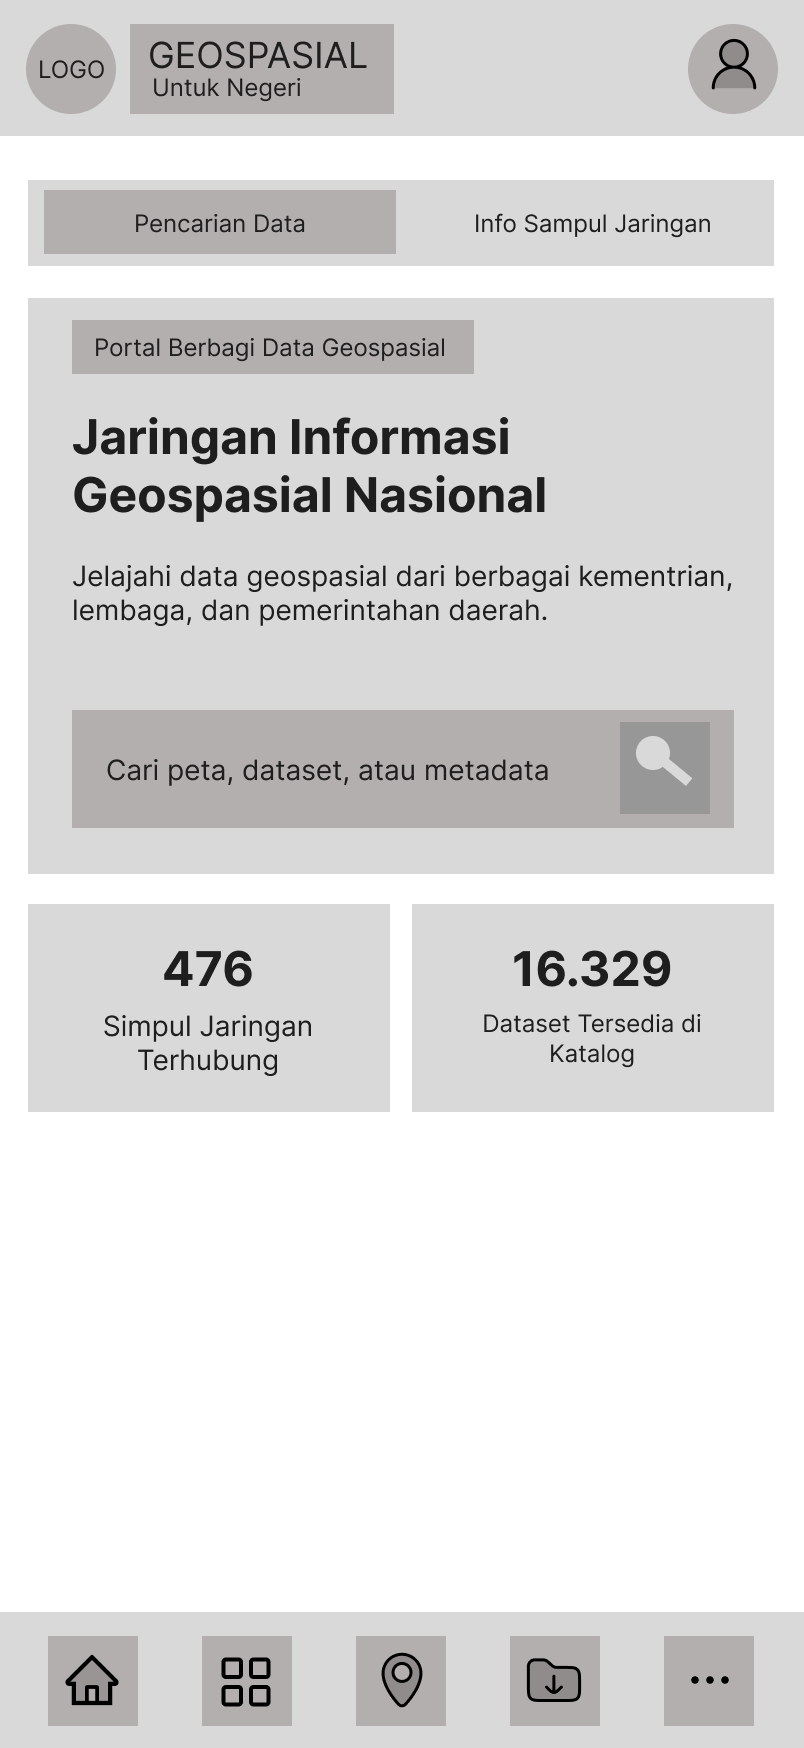 LOGO
GEOSPASIAL
Untuk Negeri
Pencarian Data
Info Sampul Jaringan
Portal Berbagi Data Geospasial
Jaringan Informasi
Geospasial Nasional
Jelajahi data geospasial dari berbagai kementrian,
lembaga, dan pemerintahan daerah.
Cari peta, dataset, atau metadata
476
Simpul Jaringan
Terhubung
16.329
Dataset Tersedia di
Katalog